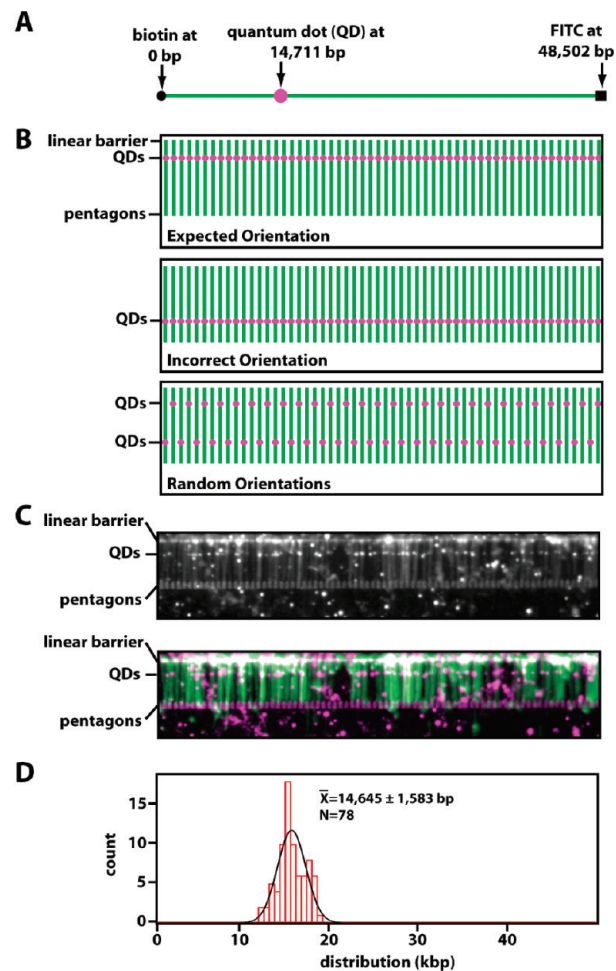 A
biotin at
0 bp
quantum dot (QD) at
14,711 bp
FITC at
48,502 bp
B
linear barrier
QDs
pentagons
Expected Orientation
QDs
Incorrect Orientation
QDs
QDs
Random Orientations
C
linear barrier
QDs
pentagons
linear barrier
QDs
pentagons
D
X̅=14,645 ± 1,583 bp
N=78
count
15
10
5
0
0 10 20 30 40
distribution (kbp)